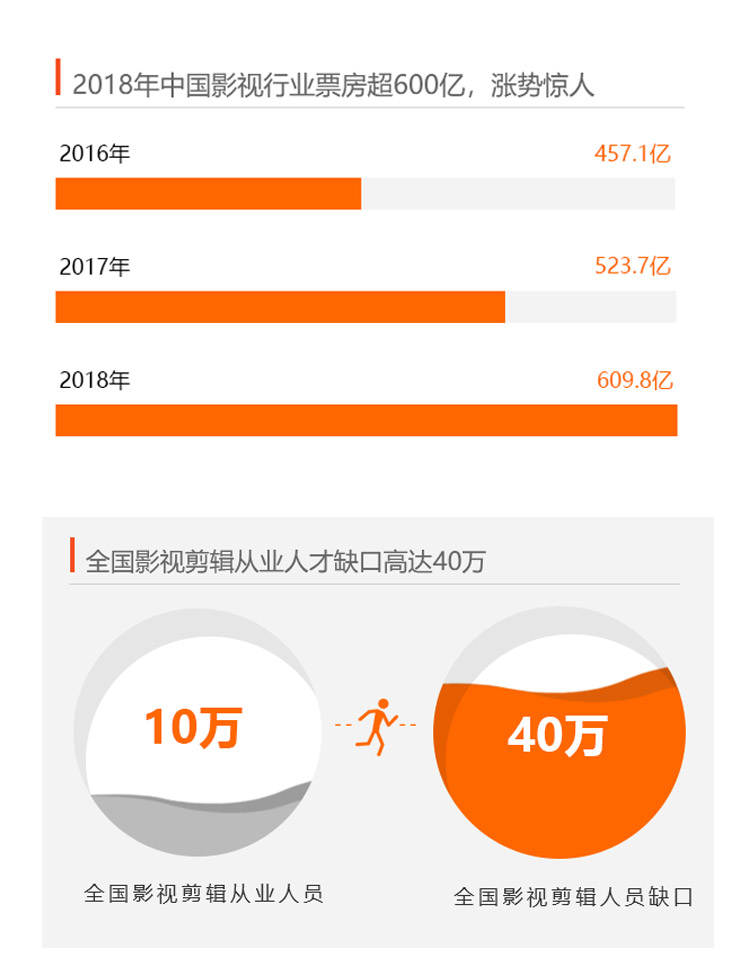 2018年中国影视行业票房超600亿，涨势惊人
2016年 457.1亿
2017年 523.7亿
2018年 609.8亿
全国影视剪辑从业人才缺口高达40万
10万 40万
全国影视剪辑从业人员 全国影视剪辑人员缺口